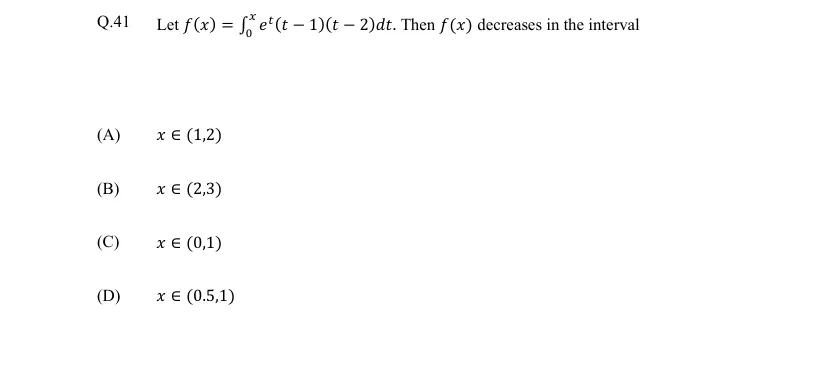 Q.41 Let f(x) = ∫₀ˣ eᵗ(t − 1)(t − 2)dt. Then f(x) decreases in the interval
(A) x ∈ (1,2)
(B) x ∈ (2,3)
(C) x ∈ (0,1)
(D) x ∈ (0.5,1)